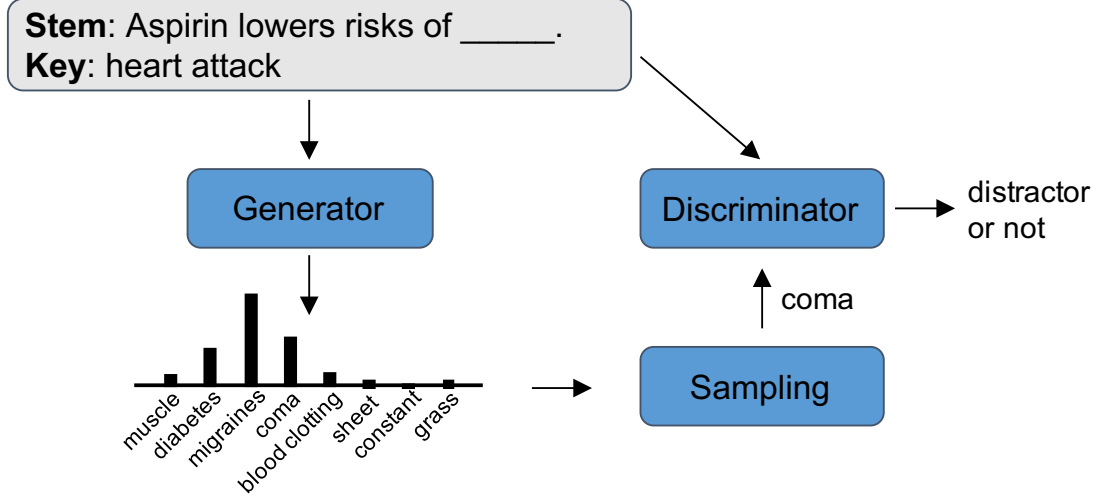 Stem: Aspirin lowers risks of _____.
Key: heart attack
Generator
Discriminator
distractor
or not
coma
Sampling
muscle
diabetes
migraines
coma
blood clotting
sheet
constant
grass